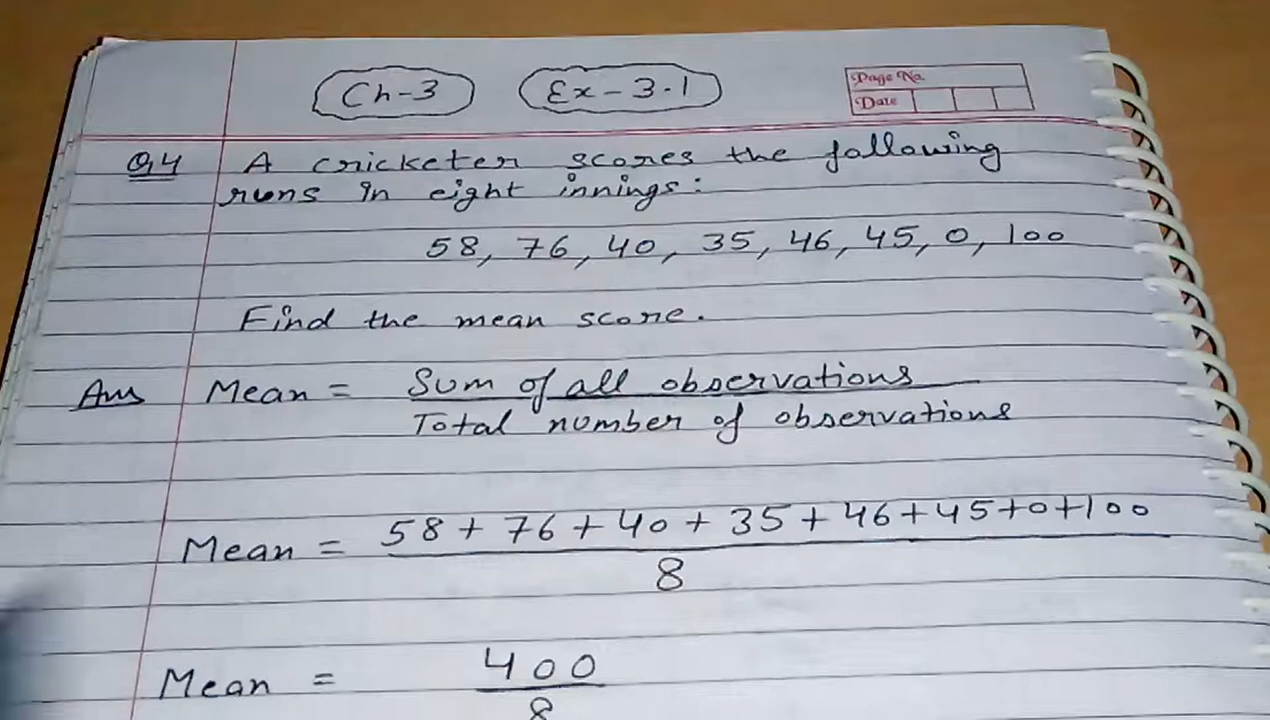 Ch-3 Ex-3.1
Page No.
Date
Q4 A cricketer scores the following
runs in eight innings:
58, 76, 40, 35, 46, 45, 0, 100
Find the mean score.
Ans Mean = Sum of all observations
Total number of observations
Mean = 58 + 76 + 40 + 35 + 46 + 45 + 0 + 100
8
Mean = 400
8